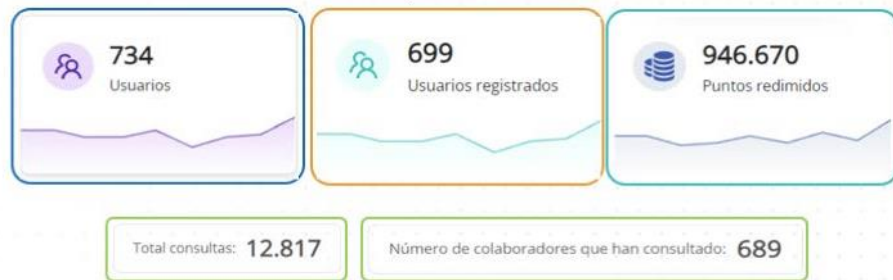 734
Usuarios
699
Usuarios registrados
946.670
Puntos redimidos
Total consultas: 12.817
Número de colaboradores que han consultado: 689